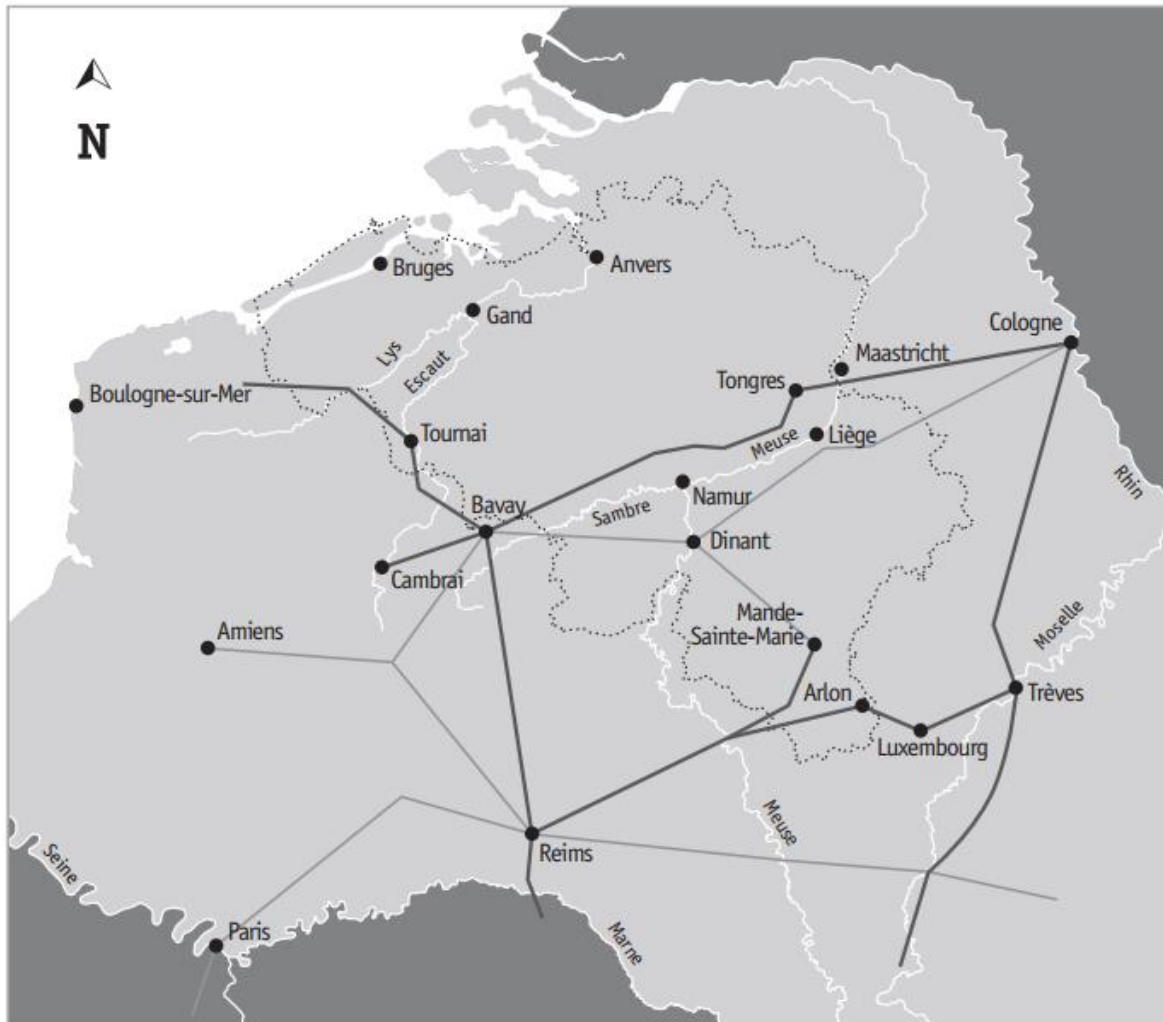 N
Bruges
Anvers
Gand
Lys
Escaut
Cologne
Maastricht
Tongres
Boulogne-sur-Mer
Tournai
Meuse
Liège
Rhin
Namur
Sambre
Bavay
Dinant
Cambrai
Mande-
Sainte-Marie
Moselle
Amiens
Arlon
Trèves
Luxembourg
Meuse
Reims
Seine
Paris
Marne